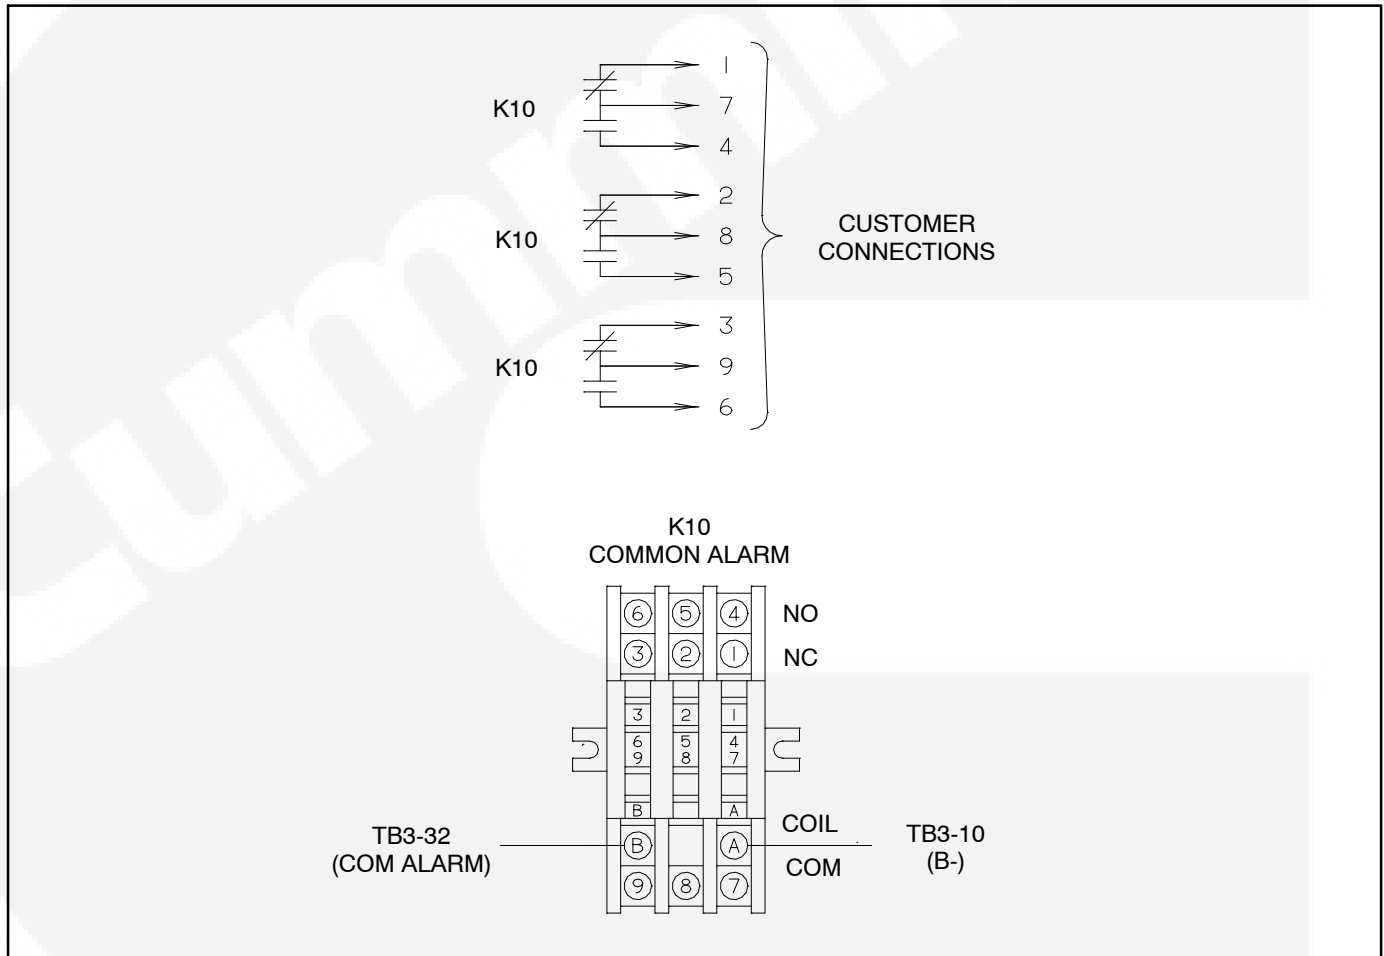 1
K10
7
4
2
K10
8
5
CUSTOMER
CONNECTIONS
3
K10
9
6
K10
COMMON ALARM
6 5 4 NO
3 2 1 NC
3 2 1
6 5 4
9 8 7
B A
COIL
TB3-32
(COM ALARM)
B A
TB3-10
(B-)
COM
9 8 7
Cummin